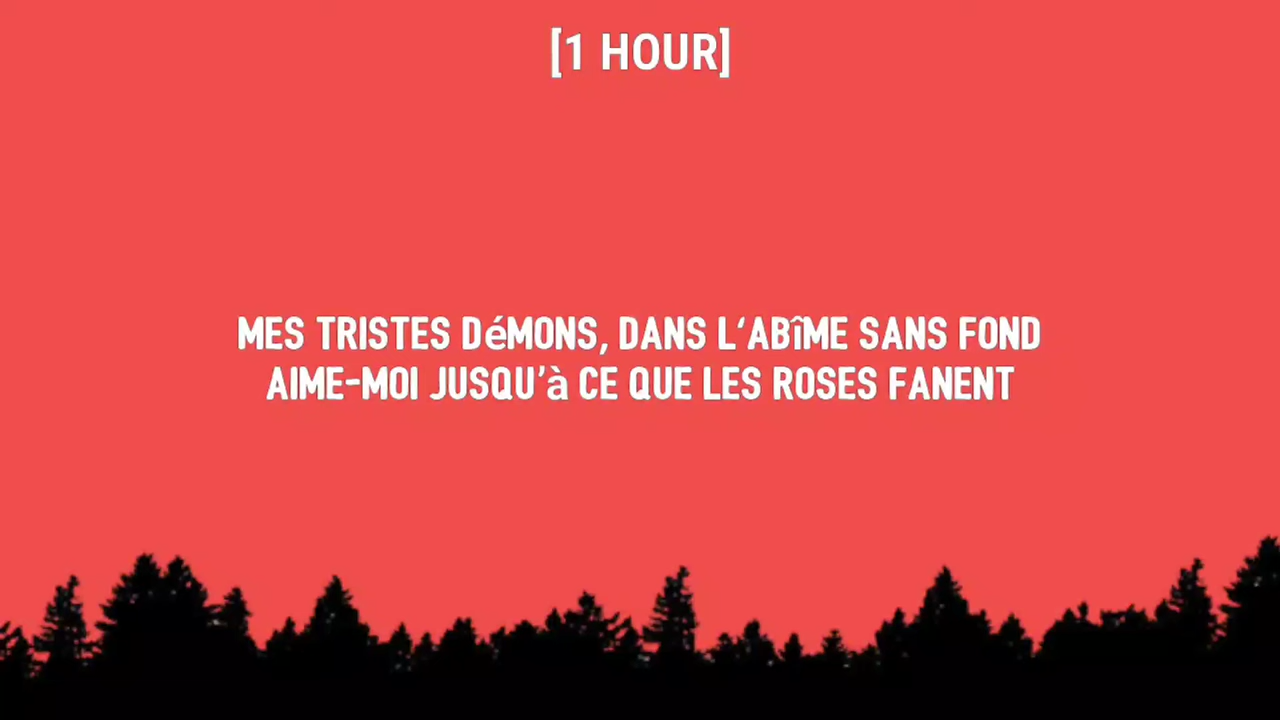 [1 HOUR]
MES TRISTES DéMONS, DANS L‘ABîME SANS FOND
AIME-MOI JUSQU’à CE QUE LES ROSES FANENT